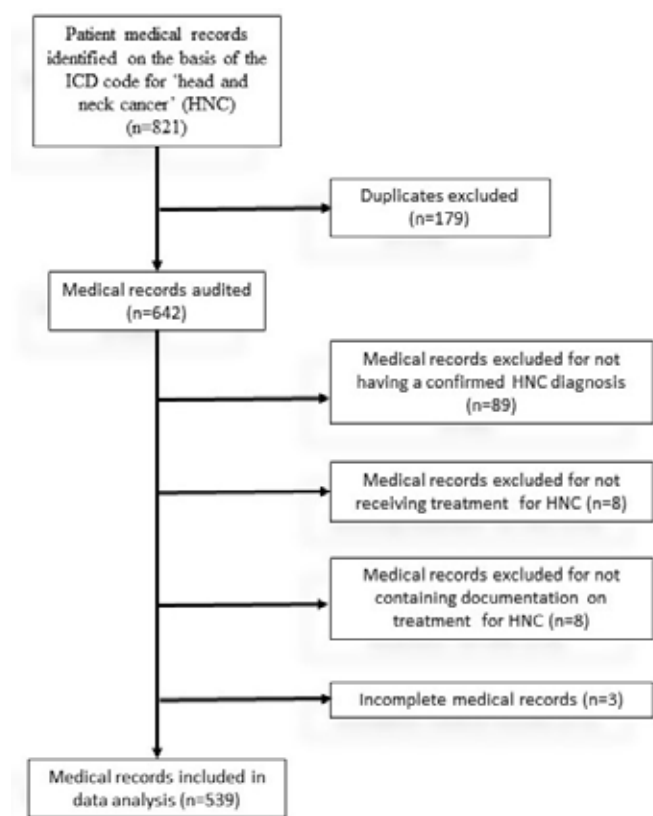 Patient medical records
identified on the basis of the
ICD code for 'head and
neck cancer' (HNC)
(n=821)
Duplicates excluded
(n=179)
Medical records audited
(n=642)
Medical records excluded for not
having a confirmed HNC diagnosis
(n=89)
Medical records excluded for not
receiving treatment for HNC (n=8)
Medical records excluded for not
containing documentation on
treatment for HNC (n=8)
Incomplete medical records (n=3)
Medical records included in
data analysis (n=539)